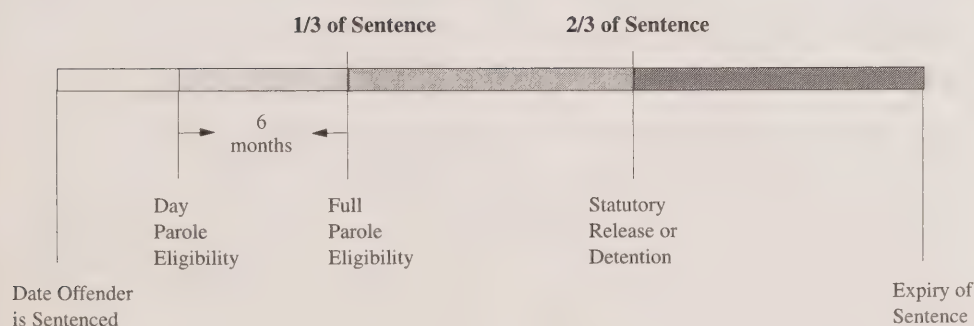 1/3 of Sentence
2/3 of Sentence
6
months
Day
Parole
Eligibility
Full
Parole
Eligibility
Statutory
Release or
Detention
Date Offender
is Sentenced
Expiry of
Sentence